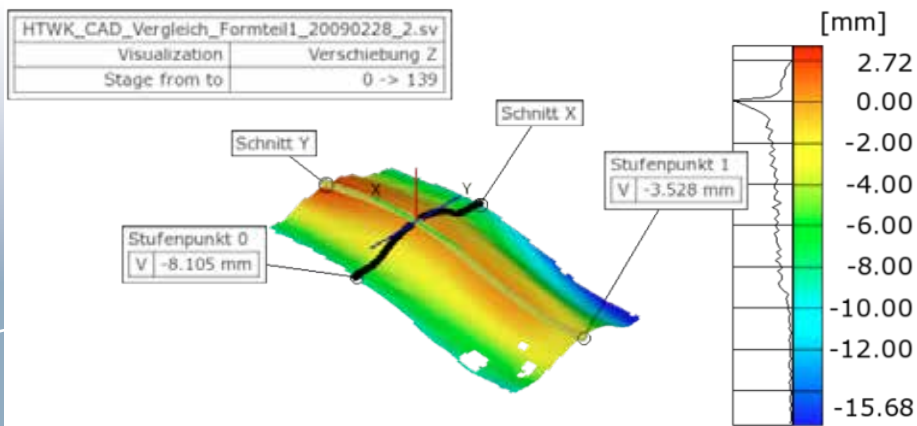 HTWK_CAD_Vergleich_Formteil1_20090228_2.sv
Visualization Verschiebung Z
Stage from to 0 -> 139
[mm]
2.72
0.00
-2.00
-4.00
-6.00
-8.00
-10.00
-12.00
-15.68
Schnitt X
Schnitt Y
X
Y
Stufenpunkt 1
V -3.528 mm
Stufenpunkt 0
V -8.105 mm